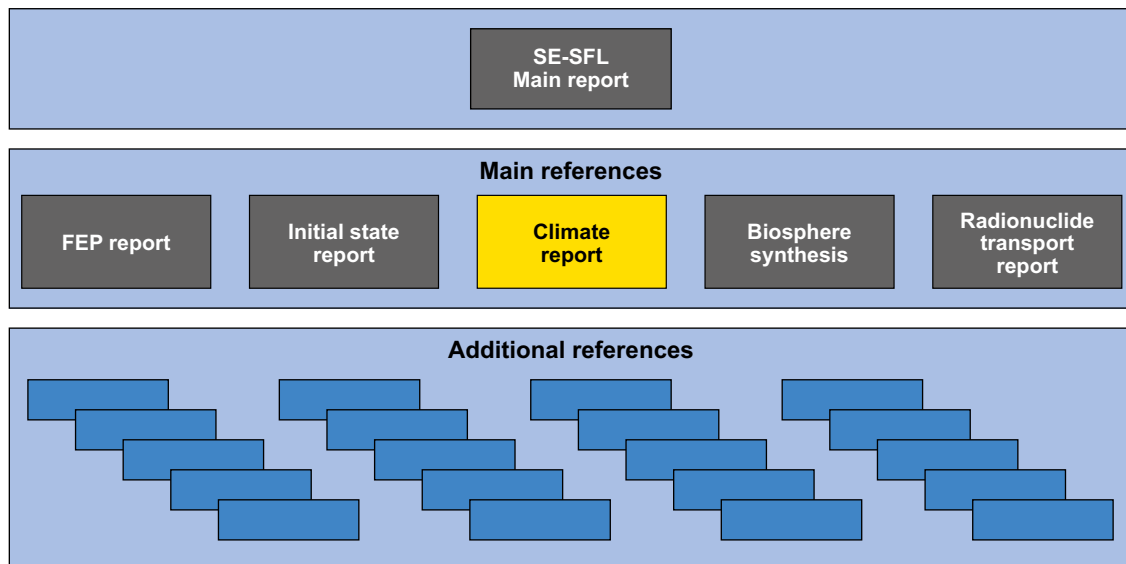 SE-SFL
Main report
Main references
FEP report
Initial state
report
Climate
report
Biosphere
synthesis
Radionuclide
transport
report
Additional references